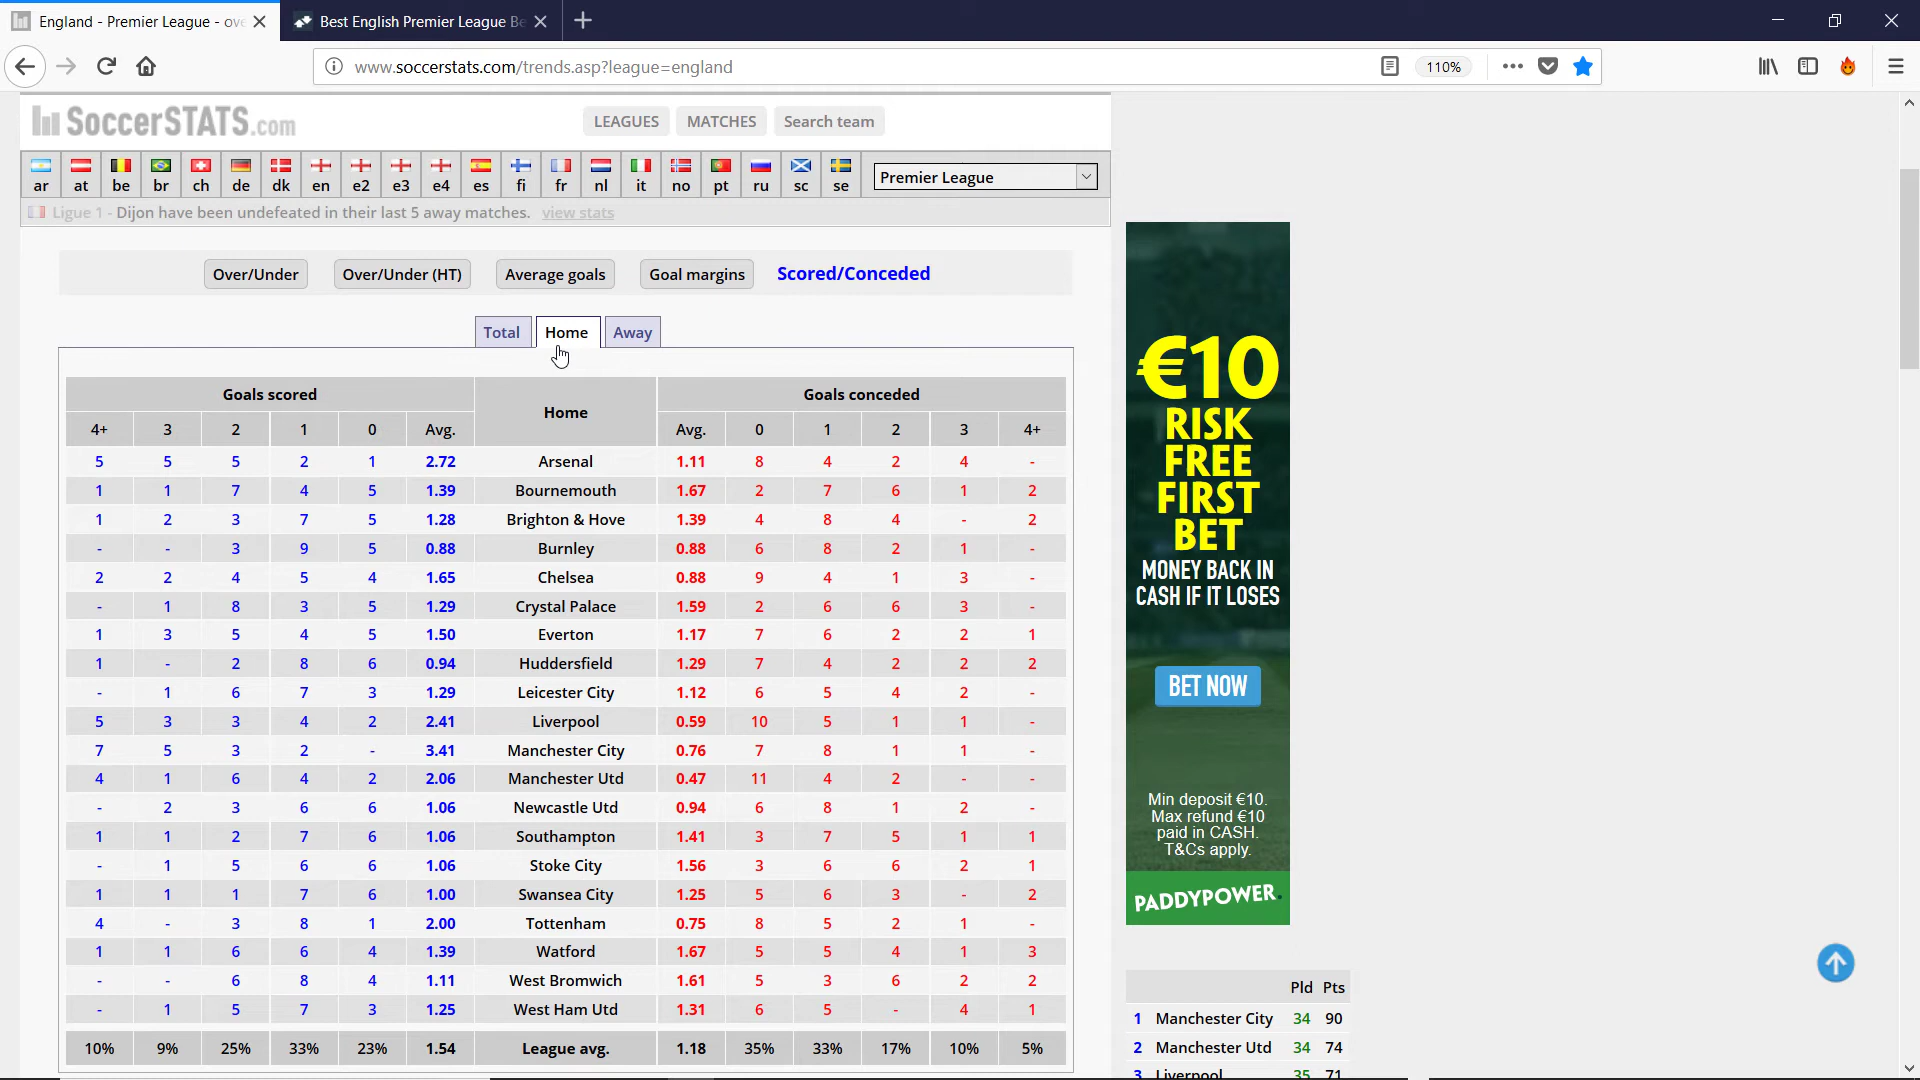 England - Premier League - ov
Best English Premier League Be
www.soccerstats.com/trends.asp?league=england
110%
SoccerSTATS.com
LEAGUES MATCHES Search team
ar at be br ch de dk en e2 e3 e4 es fi fr nl it no pt ru sc se Premier League
Ligue 1 - Dijon have been undefeated in their last 5 away matches. view stats
Over/Under Over/Under (HT) Average goals Goal margins Scored/Conceded
Total Home Away
Goals scored Home Goals conceded
4+ 3 2 1 0 Avg. Avg. 0 1 2 3 4+
5 5 5 2 1 2.72 Arsenal 1.11 8 4 2 4 -
1 1 7 4 5 1.39 Bournemouth 1.67 2 7 6 1 2
1 2 3 7 5 1.28 Brighton & Hove 1.39 4 8 4 - 2
- - 3 9 5 0.88 Burnley 0.88 6 8 2 1 -
2 2 4 5 4 1.65 Chelsea 0.88 9 4 1 3 -
- 1 8 3 5 1.29 Crystal Palace 1.59 2 6 6 3 -
1 3 5 4 5 1.50 Everton 1.17 7 6 2 2 1
1 - 2 8 6 0.94 Huddersfield 1.29 7 4 2 2 2
- 1 6 7 3 1.29 Leicester City 1.12 6 5 4 2 -
5 3 3 4 2 2.41 Liverpool 0.59 10 5 1 1 -
7 5 3 2 - 3.41 Manchester City 0.76 7 8 1 1 -
4 1 6 4 2 2.06 Manchester Utd 0.47 11 4 2 - -
- 2 3 6 6 1.06 Newcastle Utd 0.94 6 8 1 2 -
1 1 2 7 6 1.06 Southampton 1.41 3 7 5 1 1
- 1 5 6 6 1.06 Stoke City 1.56 3 6 6 2 1
1 1 1 7 6 1.00 Swansea City 1.25 5 6 3 - 2
4 - 3 8 1 2.00 Tottenham 0.75 8 5 2 1 -
1 1 6 6 4 1.39 Watford 1.67 5 5 4 1 3
- - 6 8 4 1.11 West Bromwich 1.61 5 3 6 2 2
- 1 5 7 3 1.25 West Ham Utd 1.31 6 5 - 4 1
10% 9% 25% 33% 23% 1.54 League avg. 1.18 35% 33% 17% 10% 5%
€10
RISK
FREE
FIRST
BET
MONEY BACK IN
CASH IF IT LOSES
BET NOW
Min deposit €10.
Max refund €10
paid in CASH.
T&Cs apply.
PADDYPOWER.
Pld Pts
1 Manchester City 34 90
2 Manchester Utd 34 74
3 Liverpool 35 71